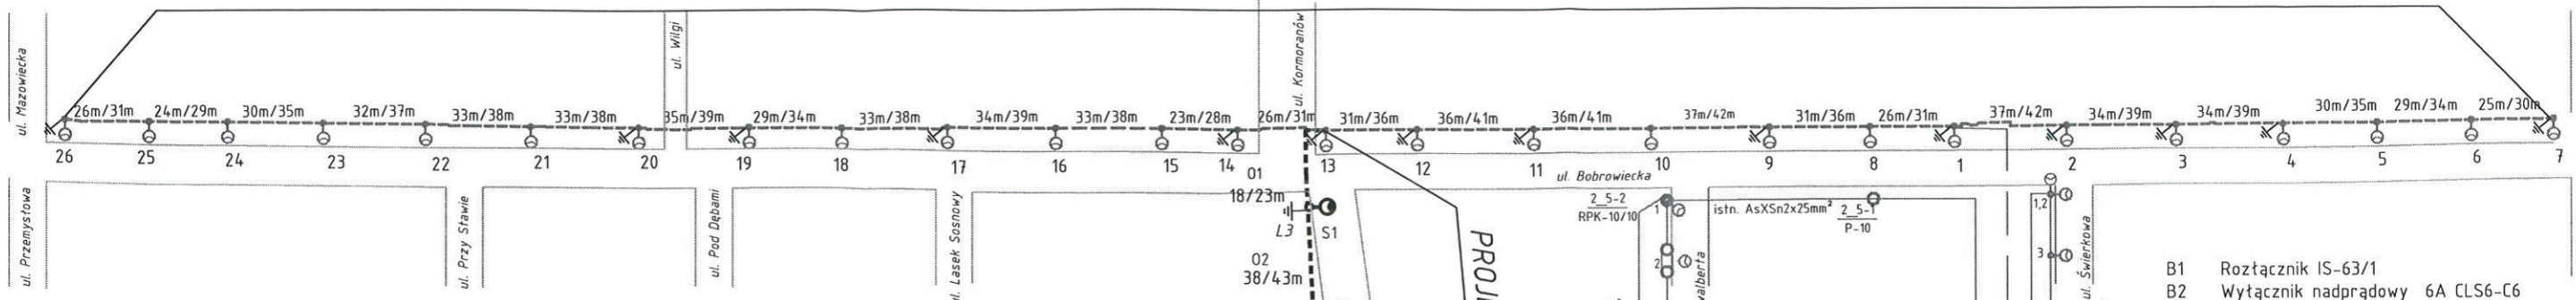 ul. Mazowiecka
ul. Wilgi
ul. Kormoranów
26m/31m 24m/29m 30m/35m 32m/37m 33m/38m 33m/38m 35m/39m 29m/34m 33m/38m 34m/39m 33m/38m 23m/28m 26m/31m 31m/36m 36m/41m 36m/41m 37m/42m 31m/36m 26m/31m 37m/42m 34m/39m 34m/39m 30m/35m 29m/34m 25m/30m
26 25 24 23 22 21 20 19 18 17 16 15 14 13 12 11 10 9 8 1 2 3 4 5 6 7
ul. Bobrowiecka
ul. Przemysłowa
ul. Przy Stawie
ul. Pod Dębami
ul. Lasek Sosnowy
01
18/23m
L3 S1
02
38/43m
2_5-2
RPK-10/10
1
istn. AsXSn2x25mm²
2_5-1
P-10
2
1,2
3
ul. Świerkowa
B1 Rozłącznik IS-63/1
B2 Wyłącznik nadprądowy 6A CLS6-C6